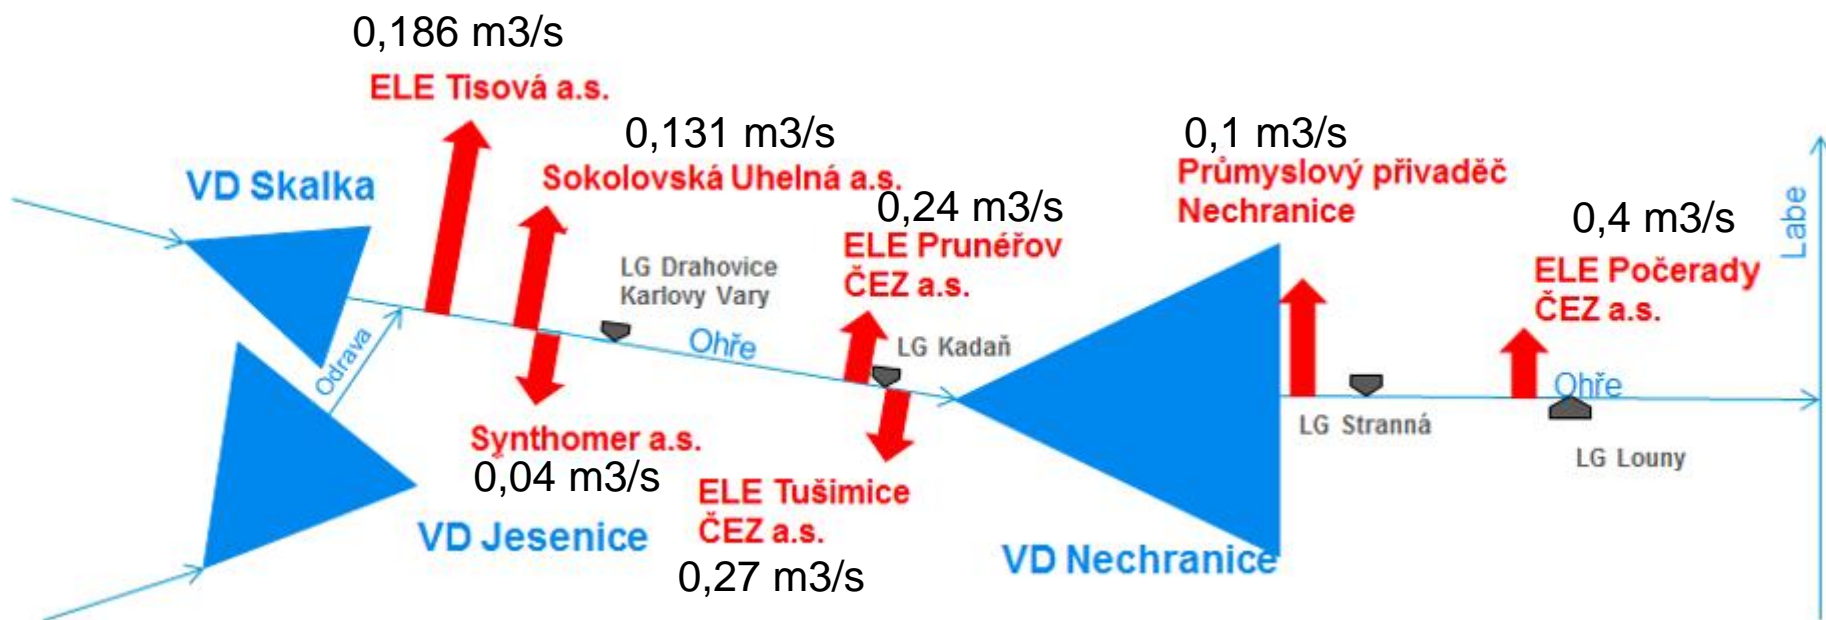 0,186 m3/s
ELE Tisová a.s.
0,131 m3/s
Sokolovská Uhelná a.s.
VD Skalka
0,24 m3/s
ELE Prunéřov
ČEZ a.s.
0,1 m3/s
Průmyslový přivaděč
Nechranice
0,4 m3/s
ELE Počerady
ČEZ a.s.
Labe
LG Drahovice
Karlovy Vary
Ohře
LG Kadaň
Odrava
Ohře
LG Stranná
LG Louny
Synthomer a.s.
0,04 m3/s
VD Jesenice
ELE Tušimice
ČEZ a.s.
0,27 m3/s
VD Nechranice